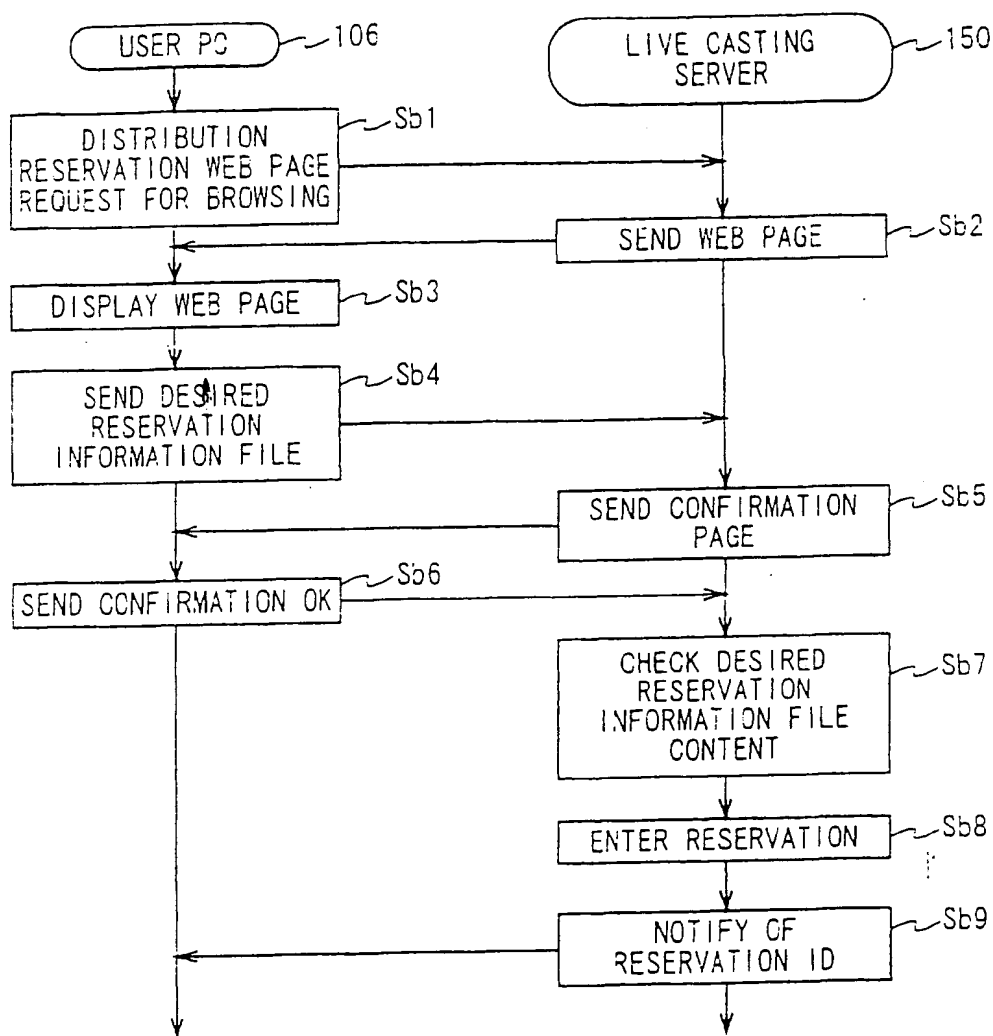 USER PC
106
LIVE CASTING
SERVER
150
DISTRIBUTION
RESERVATION WEB PAGE
REQUEST FOR BROWSING
Sb1
SEND WEB PAGE
Sb2
DISPLAY WEB PAGE
Sb3
SEND DESIRED
RESERVATION
INFORMATION FILE
Sb4
SEND CONFIRMATION
PAGE
Sb5
SEND CONFIRMATION OK
Sb6
CHECK DESIRED
RESERVATION
INFORMATION FILE
CONTENT
Sb7
ENTER RESERVATION
Sb8
NOTIFY OF
RESERVATION ID
Sb9